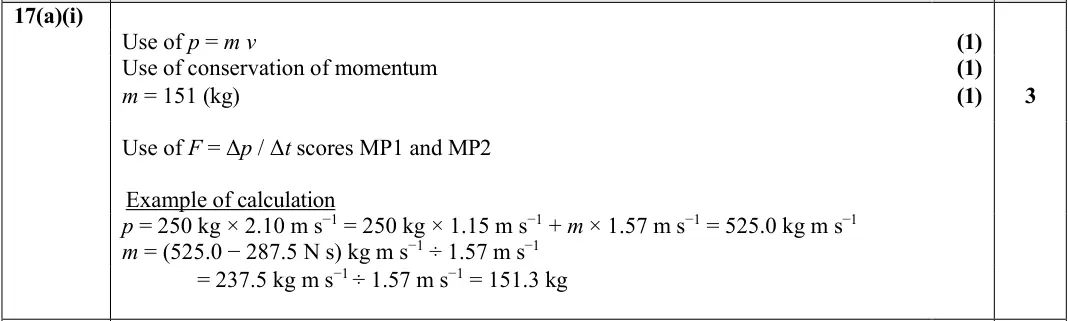 17(a)(i)
Use of p = m v (1)
Use of conservation of momentum (1)
m = 151 (kg) (1) 3
Use of F = Δp / Δt scores MP1 and MP2
Example of calculation
p = 250 kg × 2.10 m s⁻¹ = 250 kg × 1.15 m s⁻¹ + m × 1.57 m s⁻¹ = 525.0 kg m s⁻¹
m = (525.0 − 287.5 N s) kg m s⁻¹ ÷ 1.57 m s⁻¹
= 237.5 kg m s⁻¹ ÷ 1.57 m s⁻¹ = 151.3 kg